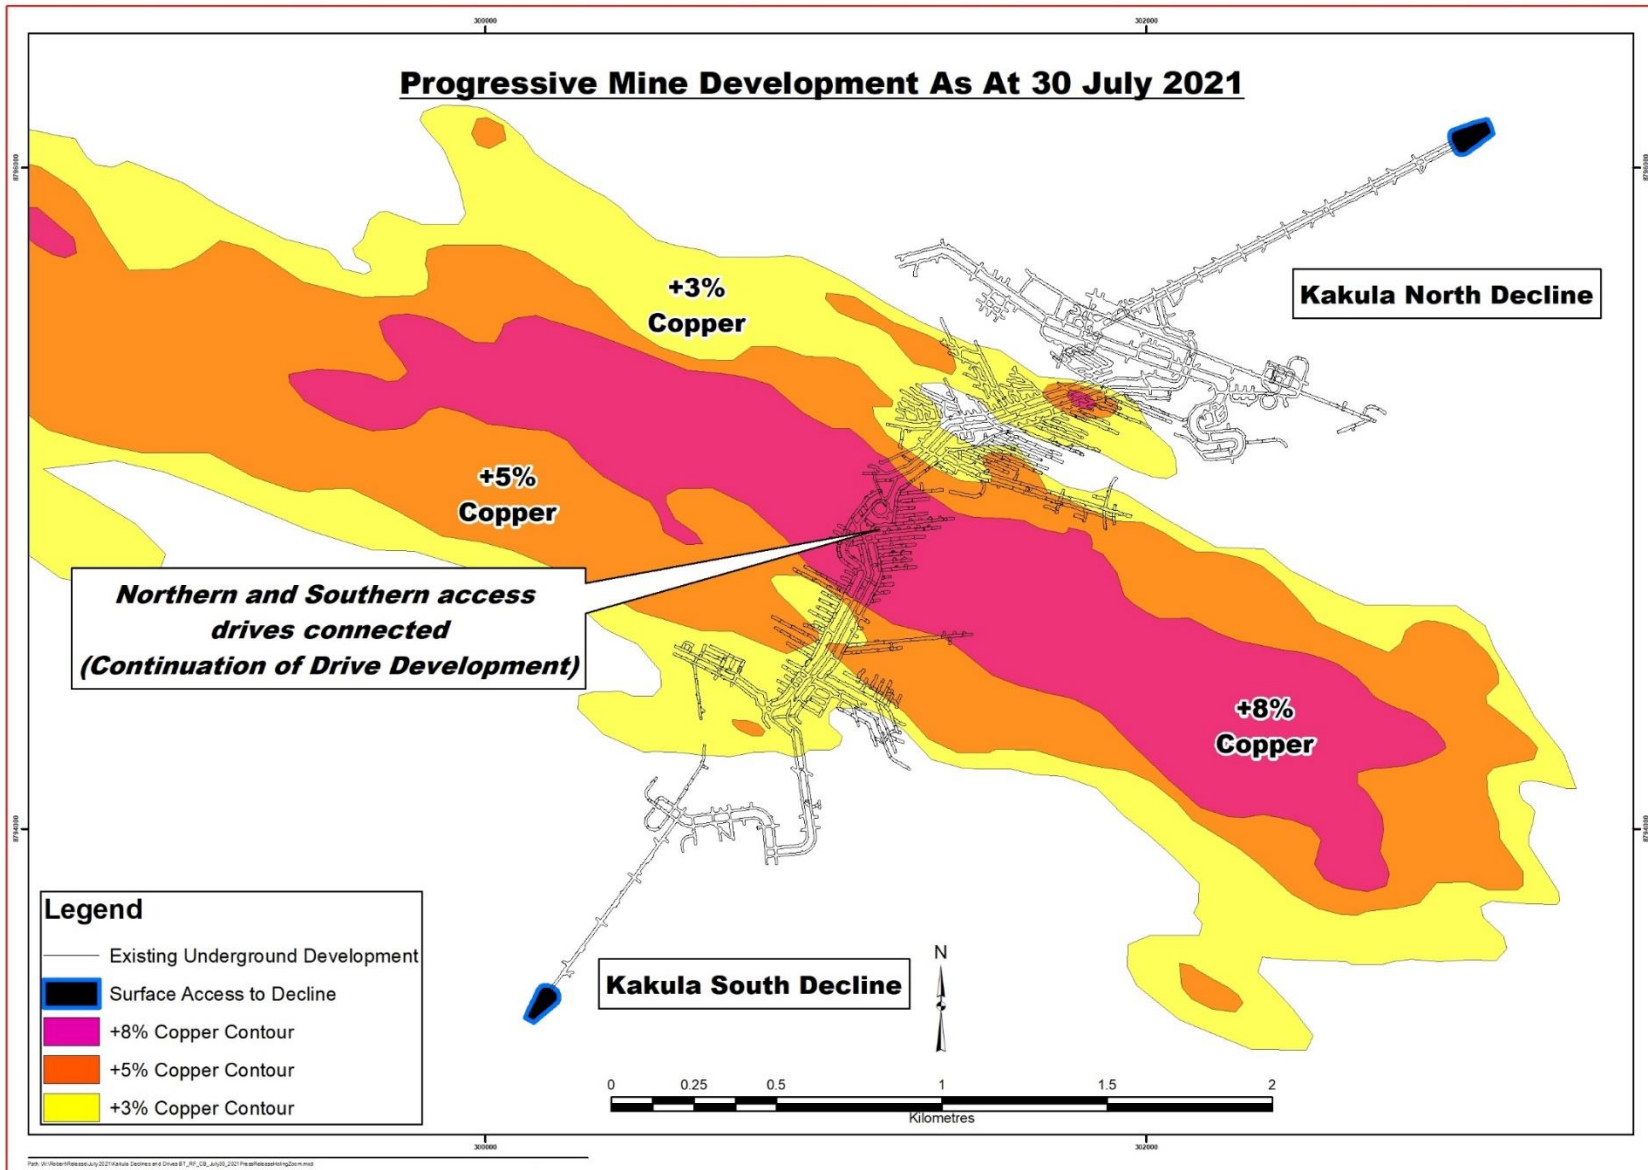 300000
302000
Progressive Mine Development As At 30 July 2021
Kakula North Decline
+3%
Copper
+5%
Copper
Northern and Southern access
drives connected
(Continuation of Drive Development)
+8%
Copper
Legend
Existing Underground Development
Surface Access to Decline
+8% Copper Contour
+5% Copper Contour
+3% Copper Contour
Kakula South Decline
N
0 0.25 0.5 1 1.5 2
Kilometres
8794000
8794000
300000
302000